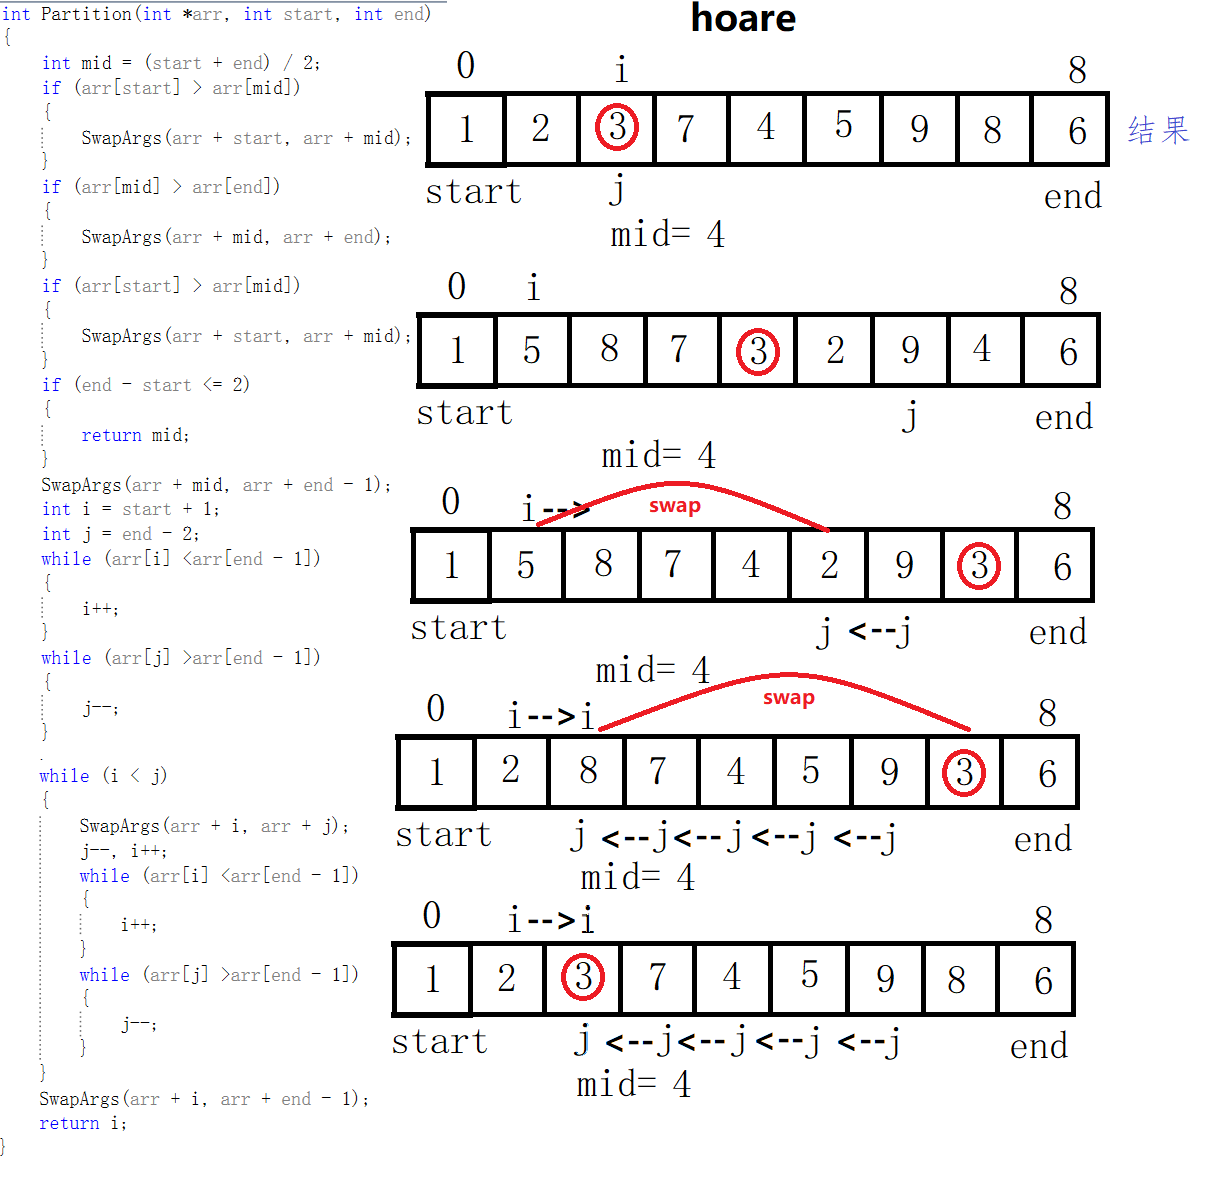 int Partition(int *arr, int start, int end)
{
int mid = (start + end) / 2;
if (arr[start] > arr[mid])
{
SwapArgs(arr + start, arr + mid);
}
if (arr[mid] > arr[end])
{
SwapArgs(arr + mid, arr + end);
}
if (arr[start] > arr[mid])
{
SwapArgs(arr + start, arr + mid);
}
if (end - start <= 2)
{
return mid;
}
SwapArgs(arr + mid, arr + end - 1);
int i = start + 1;
int j = end - 2;
while (arr[i] <arr[end - 1])
{
i++;
}
while (arr[j] >arr[end - 1])
{
j--;
}
while (i < j)
{
SwapArgs(arr + i, arr + j);
j--, i++;
while (arr[i] <arr[end - 1])
{
i++;
}
while (arr[j] >arr[end - 1])
{
j--;
}
}
SwapArgs(arr + i, arr + end - 1);
return i;
}
hoare
0 i 8
1 2 3 7 4 5 9 8 6 结果
start j end
mid= 4
0 i 8
1 5 8 7 3 2 9 4 6
start j end
mid= 4
0 i--> swap 8
1 5 8 7 4 2 9 3 6
start j <--j end
mid= 4
swap
0 i-->i 8
1 2 8 7 4 5 9 3 6
start j <--j<--j <--j <--j end
mid= 4
0 i-->i 8
1 2 3 7 4 5 9 8 6
start j <--j<--j <--j <--j end
mid= 4